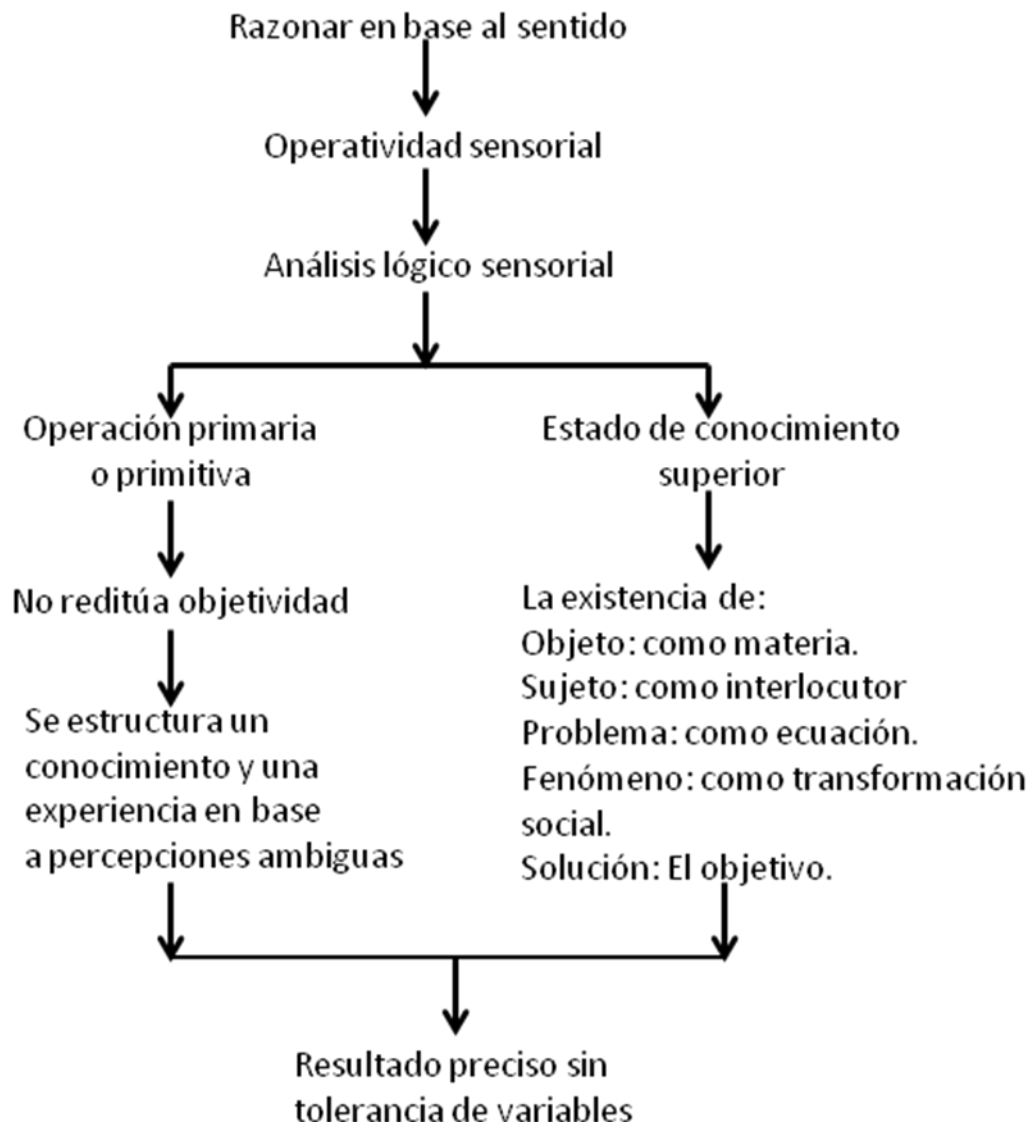 Razonar en base al sentido
Operatividad sensorial
Análisis lógico sensorial
Operación primaria
o primitiva
No reditúa objetividad
Se estructura un
conocimiento y una
experiencia en base
a percepciones ambiguas
Estado de conocimiento
superior
La existencia de:
Objeto: como materia.
Sujeto: como interlocutor
Problema: como ecuación.
Fenómeno: como transformación
social.
Solución: El objetivo.
Resultado preciso sin
tolerancia de variables